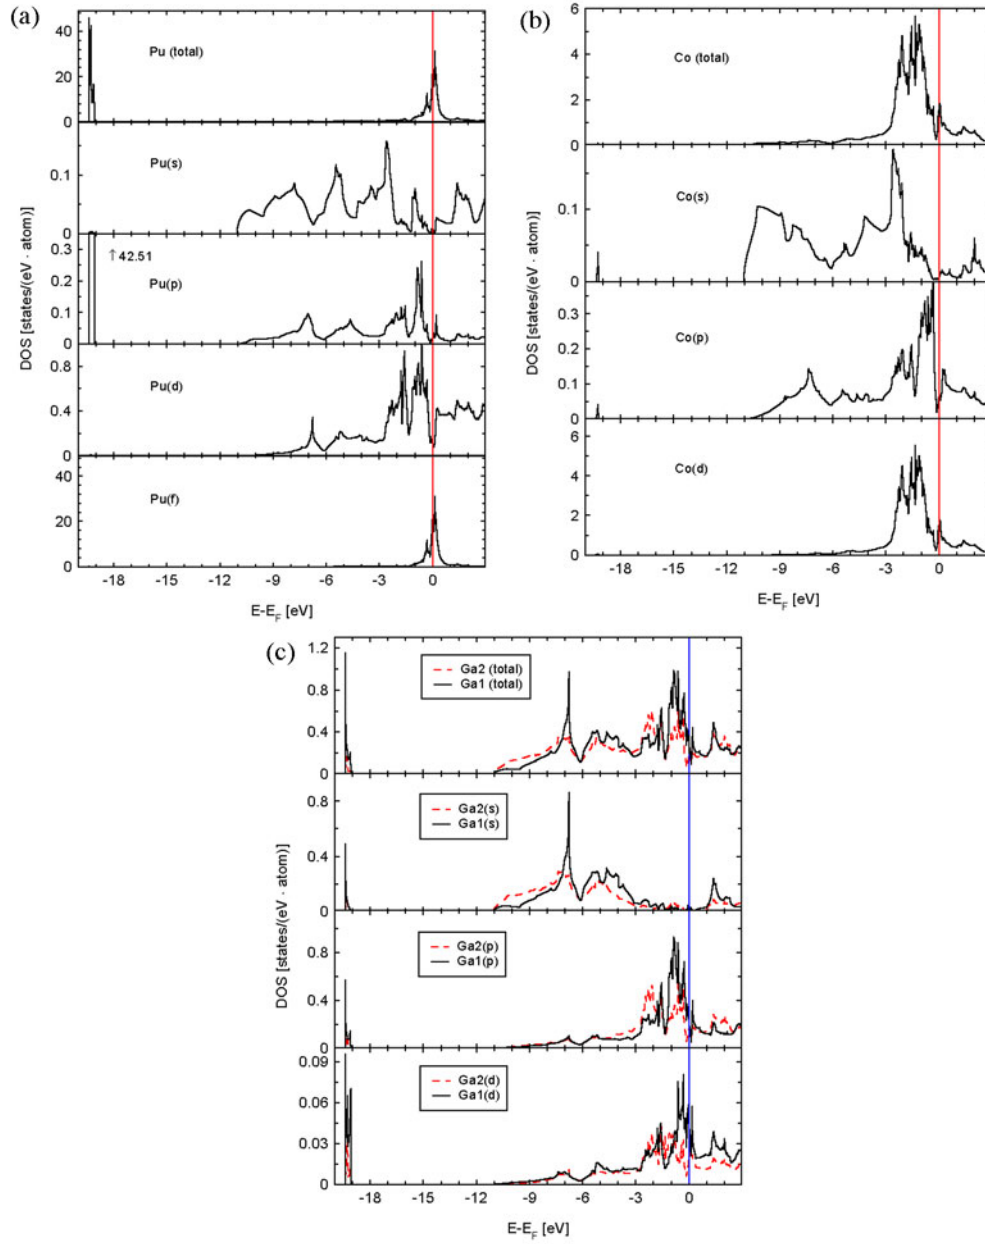 (a)
DOS [states/(eV · atom)]
40
20
0
Pu (total)
0.1
0
Pu(s)
0.3
0.2
0.1
0
↑42.51
Pu(p)
0.8
0.4
0
Pu(d)
40
20
0
Pu(f)
-18 -15 -12 -9 -6 -3 0
E-E_F [eV]
(b)
DOS [states/(eV · atom)]
6
4
2
0
Co (total)
0.1
0
Co(s)
0.3
0.2
0.1
0
Co(p)
6
4
2
0
Co(d)
-18 -15 -12 -9 -6 -3 0
E-E_F [eV]
(c)
DOS [states/(eV · atom)]
1.2
0.8
0.4
0
Ga2 (total)
Ga1 (total)
0.8
0.4
0
Ga2(s)
Ga1(s)
0.8
0.4
0
Ga2(p)
Ga1(p)
0.09
0.06
0.03
0
Ga2(d)
Ga1(d)
-18 -15 -12 -9 -6 -3 0
E-E_F [eV]